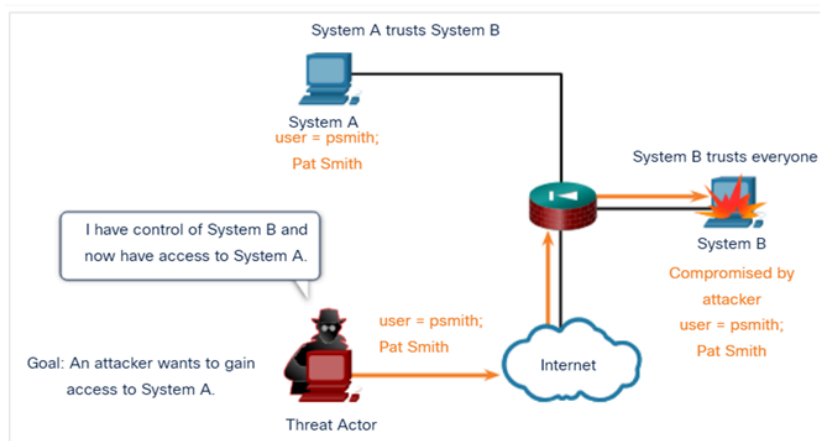 System A trusts System B
System A
user = psmith;
Pat Smith
System B trusts everyone
System B
Compromised by
attacker
user = psmith;
Pat Smith
I have control of System B and
now have access to System A.
user = psmith;
Pat Smith
Internet
Goal: An attacker wants to gain
access to System A.
Threat Actor